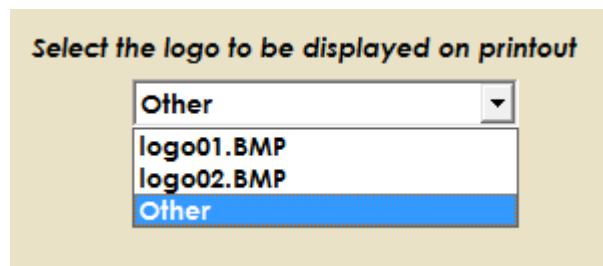 Select the logo to be displayed on printout
Other
logo01.BMP
logo02.BMP
Other